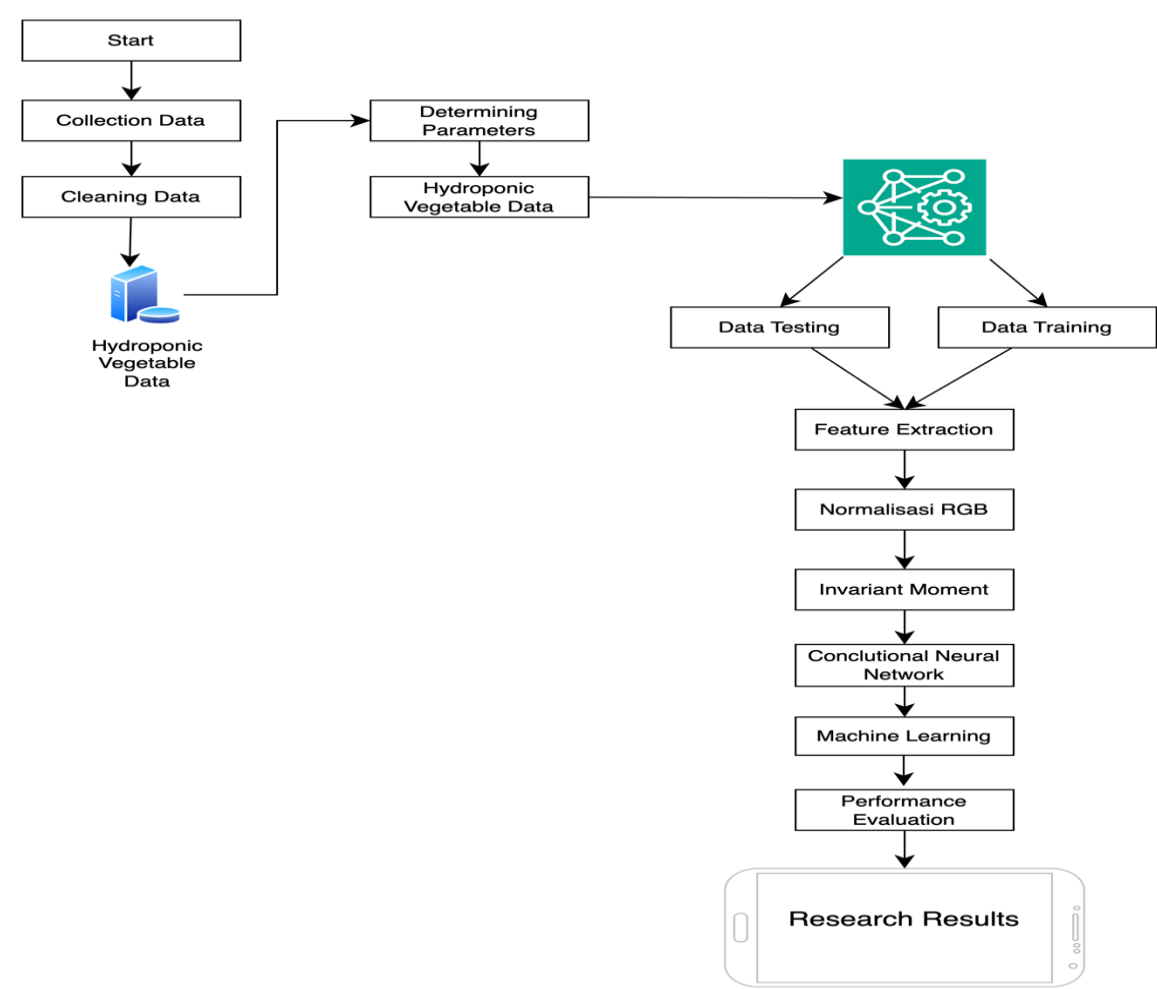 Start
Collection Data
Cleaning Data
Hydroponic
Vegetable
Data
Determining
Parameters
Hydroponic
Vegetable Data
Data Testing
Data Training
Feature Extraction
Normalisasi RGB
Invariant Moment
Conclutional Neural
Network
Machine Learning
Performance
Evaluation
Research Results